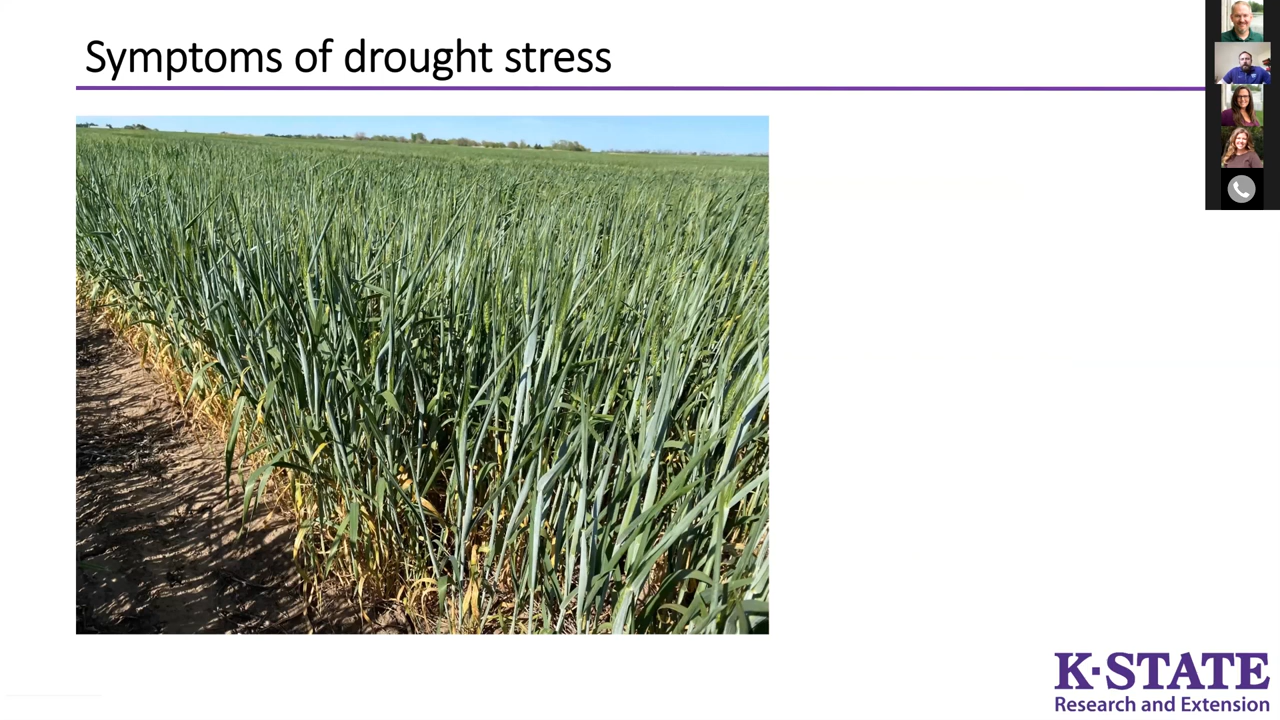 Symptoms of drought stress
K·STATE
Research and Extension